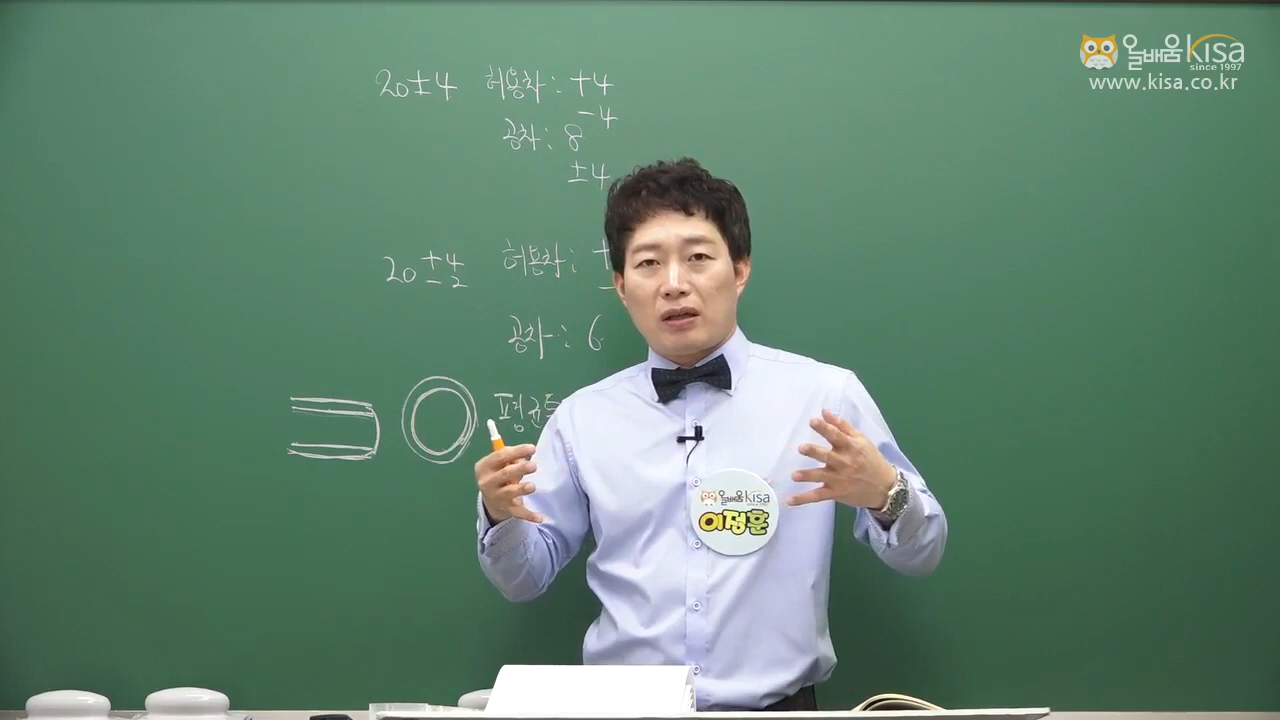 20±4 허용차 : +4
-4
공차 : 8
±4
20 +4 허용차 : +
-2 -
공차 : 6
평균
올배움kisa
since 1997
www.kisa.co.kr
올배움kisa
이정훈